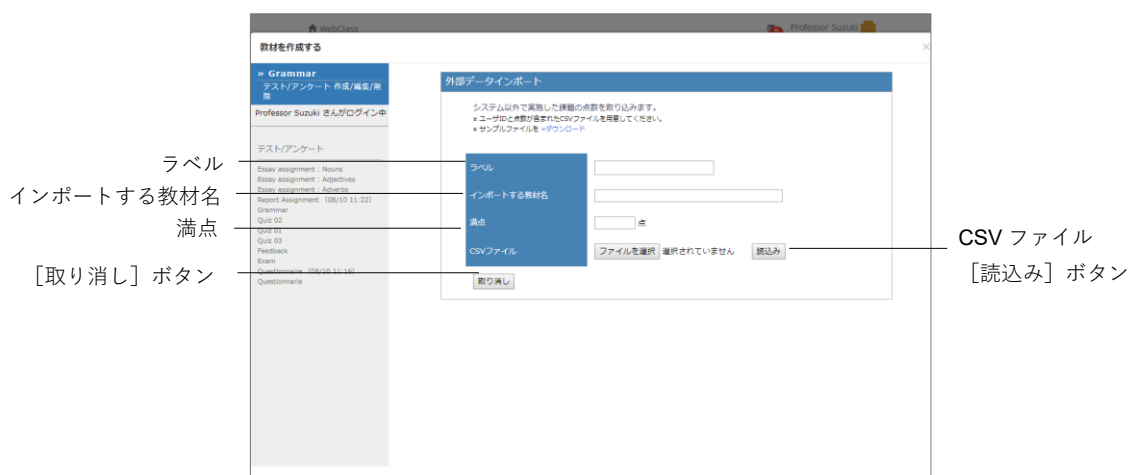 WebClass
Professor Suzuki
教材を作成する
×
» Grammar
テスト/アンケート 作成/編集/削
除
Professor Suzuki さんがログイン中
テスト/アンケート
Essay assignment : Nouns
Essay assignment : Adjectives
Essay assignment : Adverbs
Report Assignment (08/10 11:22)
Grammar
Quiz 02
Quiz 01
Quiz 03
Feedback
Exam
Questionnaire (08/10 11:16)
Questionnarie
外部データインポート
システム以外で実施した課題の点数を取り込みます。
x ユーザIDと点数が含まれたCSVファイルを用意してください。
x サンプルファイルを »ダウンロード
ラベル
インポートする教材名
満点
点
CSVファイル
ファイルを選択 選択されていません
読込み
取り消し
ラベル
インポートする教材名
満点
［取り消し］ボタン
CSV ファイル
［読込み］ボタン